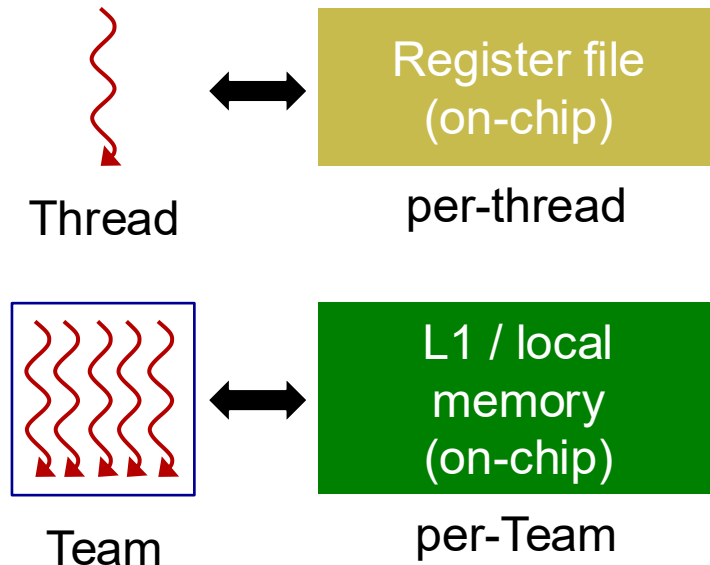 Register file
(on-chip)
Thread
per-thread
L1 / local
memory
(on-chip)
Team
per-Team